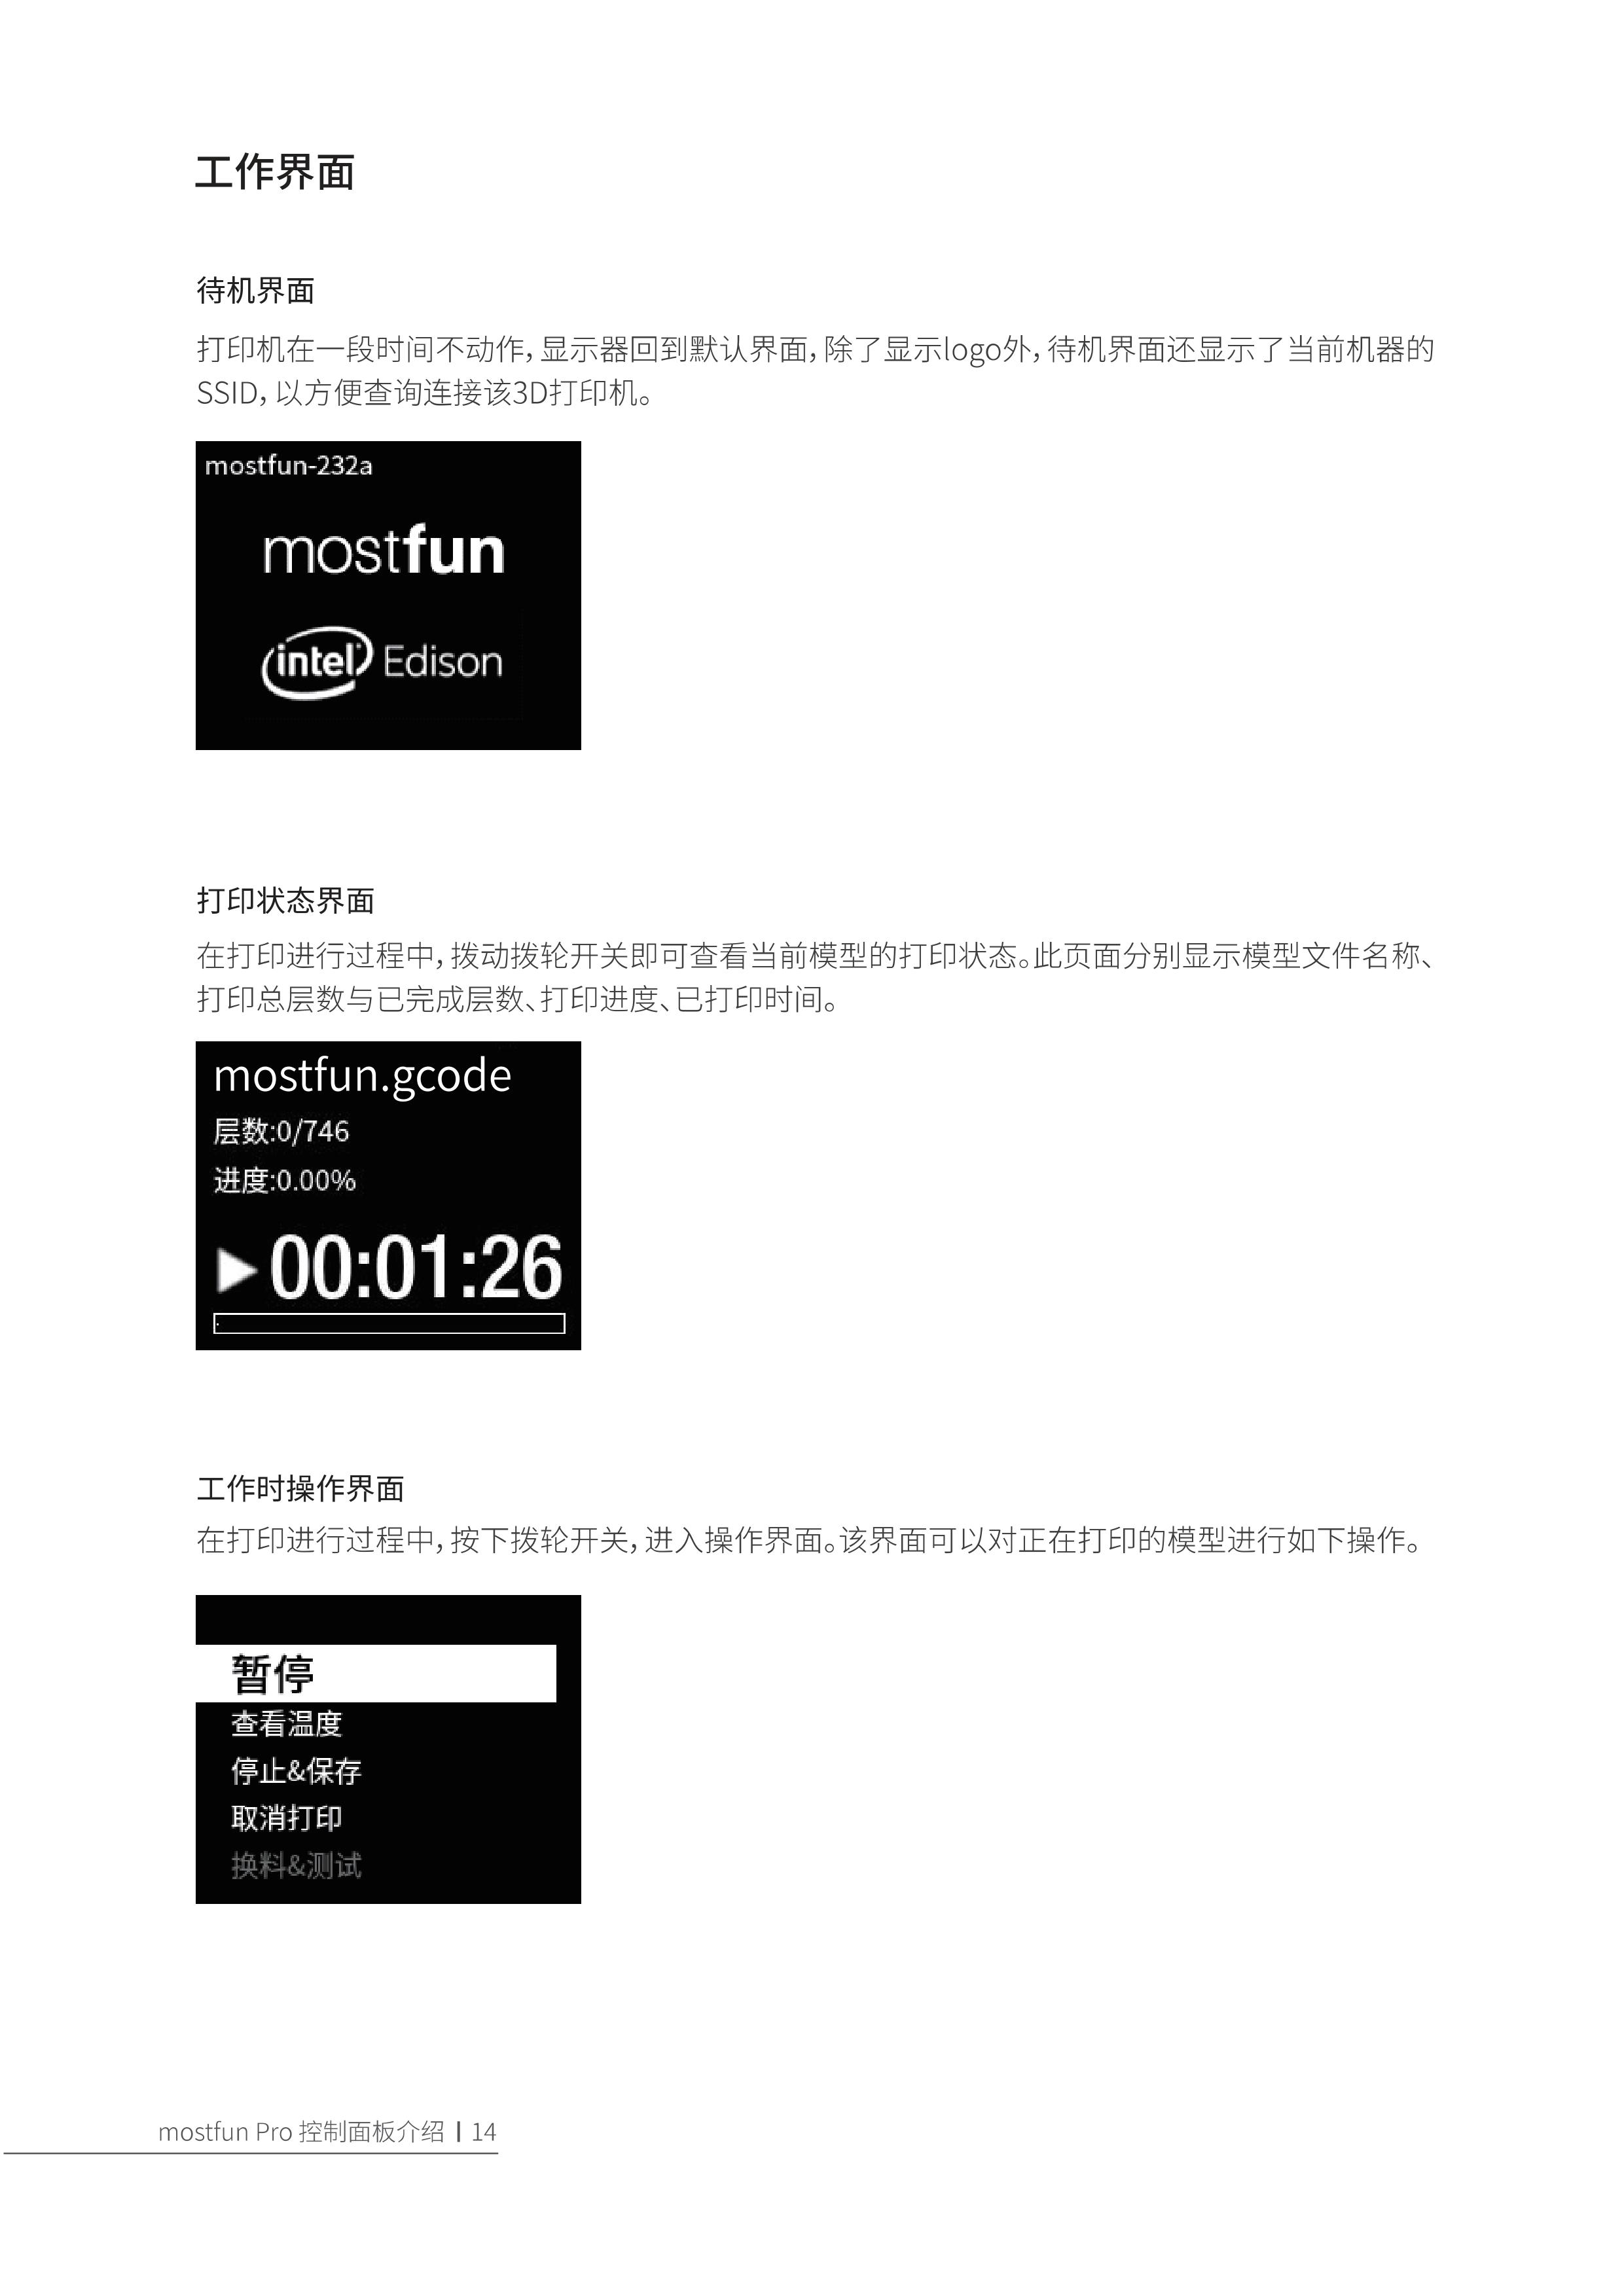 工作界面
待机界面
打印机在一段时间不动作，显示器回到默认界面，除了显示logo外，待机界面还显示了当前机器的
SSID，以方便查询连接该3D打印机。
mostfun-232a
mostfun
intel Edison
打印状态界面
在打印进行过程中，拨动拨轮开关即可查看当前模型的打印状态。此页面分别显示模型文件名称、
打印总层数与已完成层数、打印进度、已打印时间。
mostfun.gcode
层数:0/746
进度:0.00%
00:01:26
工作时操作界面
在打印进行过程中，按下拨轮开关，进入操作界面。该界面可以对正在打印的模型进行如下操作。
暂停
查看温度
停止&保存
取消打印
换料&测试
mostfun Pro 控制面板介绍 | 14